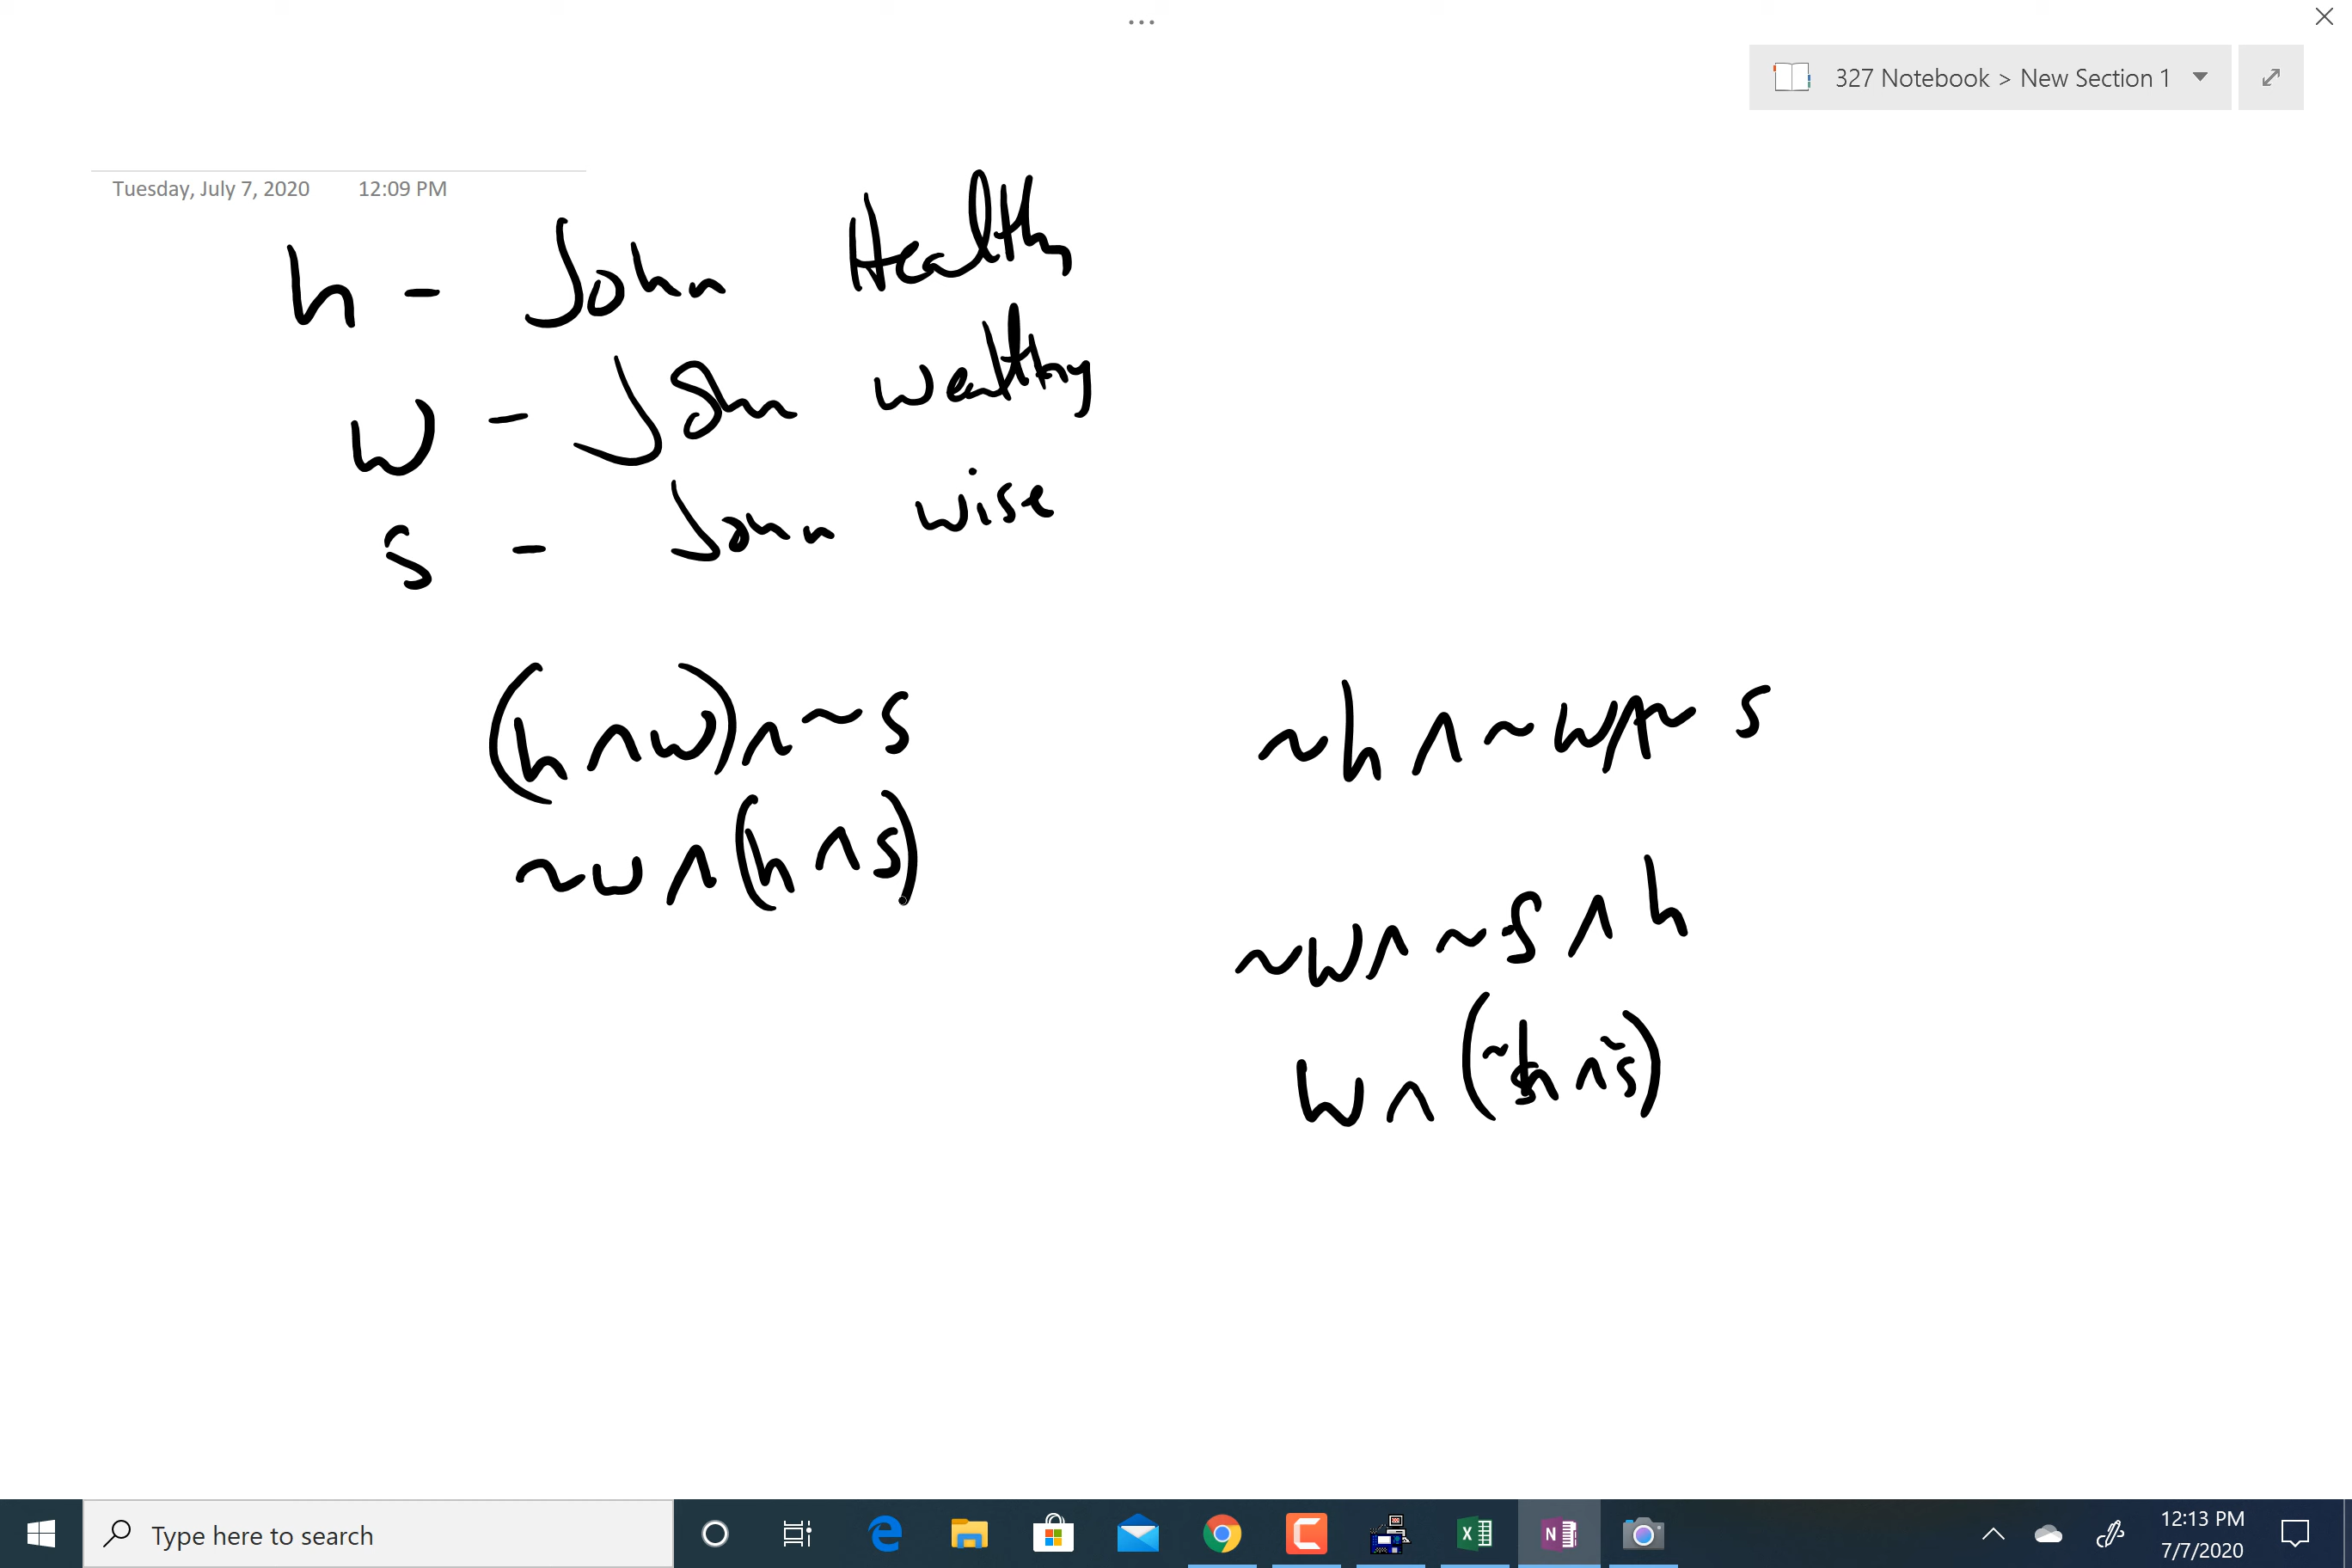 327 Notebook > New Section 1
Tuesday, July 7, 2020 12:09 PM
h - John Healthy
w - John wealthy
s - John wise
(h ∧ w) ∧ ~s
~w ∧ (h ∧ s)
~h ∧ ~w ∧ ~s
~w ∧ ~s ∧ h
w ∧ (~h ∧ ~s)
Type here to search
12:13 PM
7/7/2020